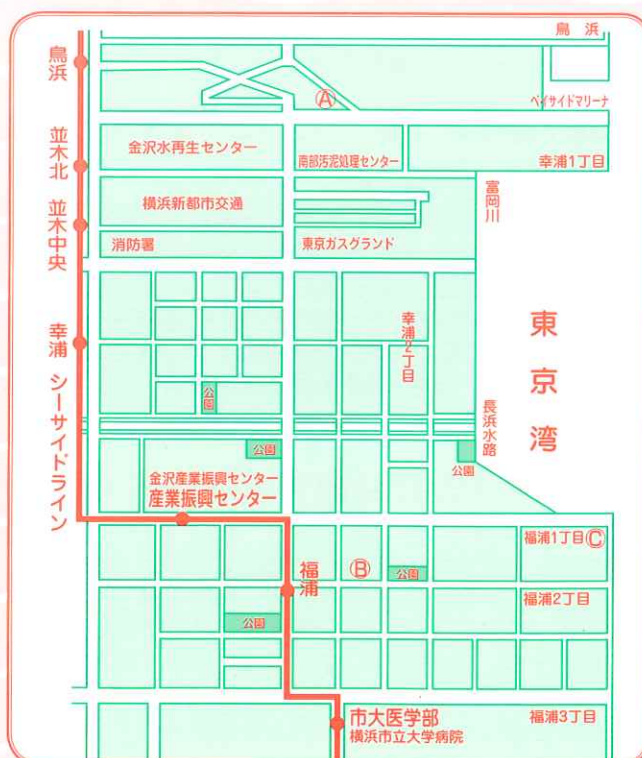 鳥浜
鳥浜
Ⓐ
ベイサイドマリーナ
並木北
金沢水再生センター
南部汚泥処理センター
幸浦1丁目
富岡川
並木中央
横浜新都市交通
消防署
東京ガスグランド
幸浦
幸浦2丁目
東京湾
シーサイドライン
公園
長浜水路
公園
公園
金沢産業振興センター
産業振興センター
福浦1丁目Ⓒ
福浦
Ⓑ
公園
福浦2丁目
公園
市大医学部
横浜市立大学病院
福浦3丁目